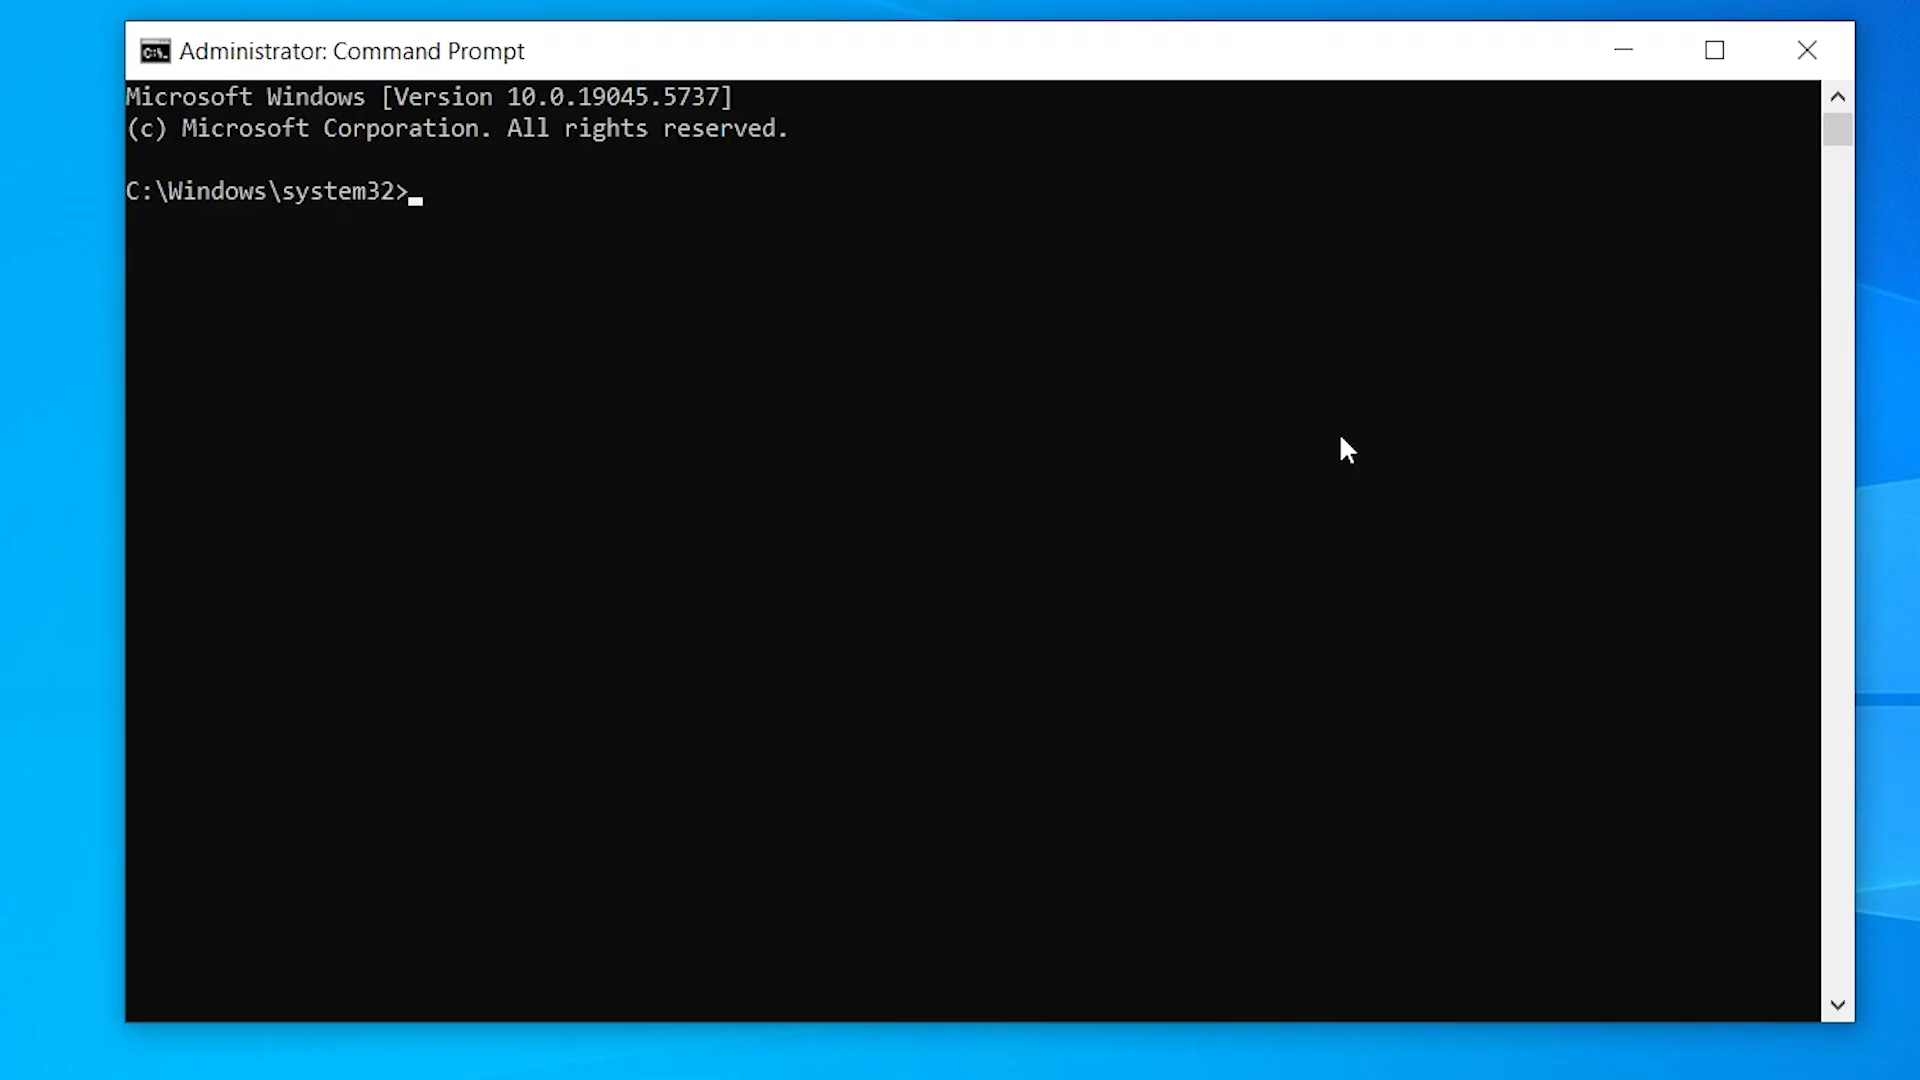 Administrator: Command Prompt
Microsoft Windows [Version 10.0.19045.5737]
(c) Microsoft Corporation. All rights reserved.
C:\Windows\system32>